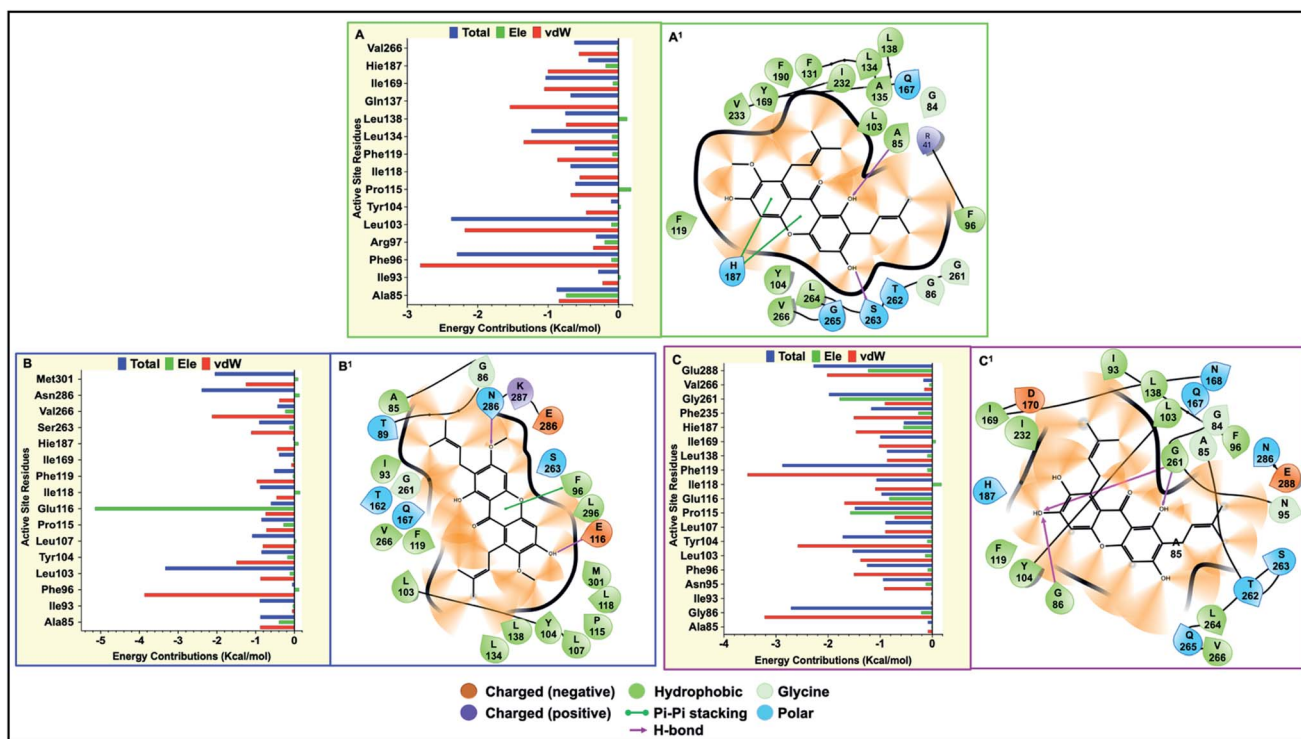 A
Total Ele vdW
Active Site Residues
Val266
Hie187
Ile169
Gln137
Leu138
Leu134
Phe119
Ile118
Pro115
Tyr104
Leu103
Arg97
Phe96
Ile93
Ala85
-3 -2 -1 0
Energy Contributions (Kcal/mol)
A¹
L 138
L 134
F 131
F 190
I 232
A 135
Q 167
G 84
Y 169
V 233
L 103
A 85
R 41
F 96
F 119
H 187
Y 104
L 264
V 266
G 265
S 263
T 262
G 86
G 261
O
HO
O
OH
O
OH
B
Total Ele vdW
Active Site Residues
Met301
Asn286
Val266
Ser263
Hie187
Ile169
Phe119
Ile118
Glu116
Pro115
Leu107
Tyr104
Leu103
Phe96
Ile93
Ala85
-5 -4 -3 -2 -1 0
Energy Contributions (Kcal/mol)
B¹
G 86
N 286
K 287
E 286
A 85
T 89
S 263
I 93
G 261
F 96
T 162
Q 167
L 296
V 266
F 119
E 116
M 301
L 118
L 103
P 115
L 138
Y 104
L 107
L 134
OH
O
O
OH
O
C
Total Ele vdW
Active Site Residues
Glu288
Val266
Gly261
Phe235
Hie187
Ile169
Leu138
Phe119
Ile118
Glu116
Pro115
Leu107
Tyr104
Leu103
Phe96
Asn95
Ile93
Gly86
Ala85
-4 -3 -2 -1 0
Energy Contributions (Kcal/mol)
C¹
I 93
N 168
L 138
Q 167
D 170
L 103
I 169
G 84
I 232
A 85
F 96
G 261
N 286
E 288
H 187
N 95
A 85
F 119
Y 104
G 86
S 263
T 262
L 264
Q 265
V 266
OH
HO
O
O
OH
OH
Charged (negative) Hydrophobic Glycine
Charged (positive) Pi-Pi stacking Polar
H-bond